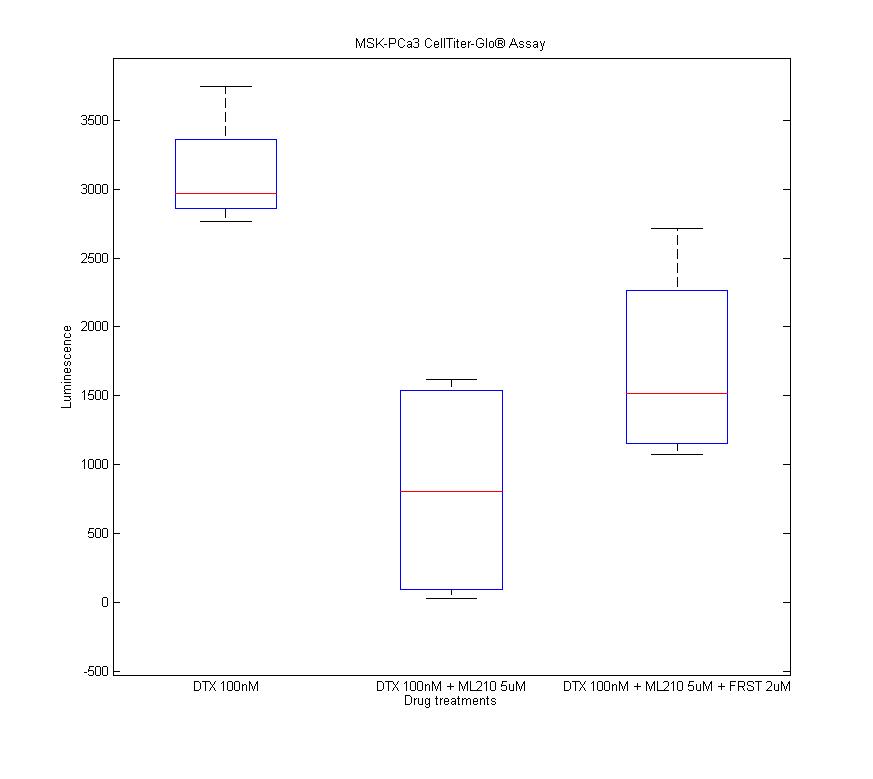 MSK-PCa3 CellTiter-Glo® Assay
3500
3000
2500
2000
1500
1000
500
0
-500
Luminescence
DTX 100nM
DTX 100nM + ML210 5uM
DTX 100nM + ML210 5uM + FRST 2uM
Drug treatments